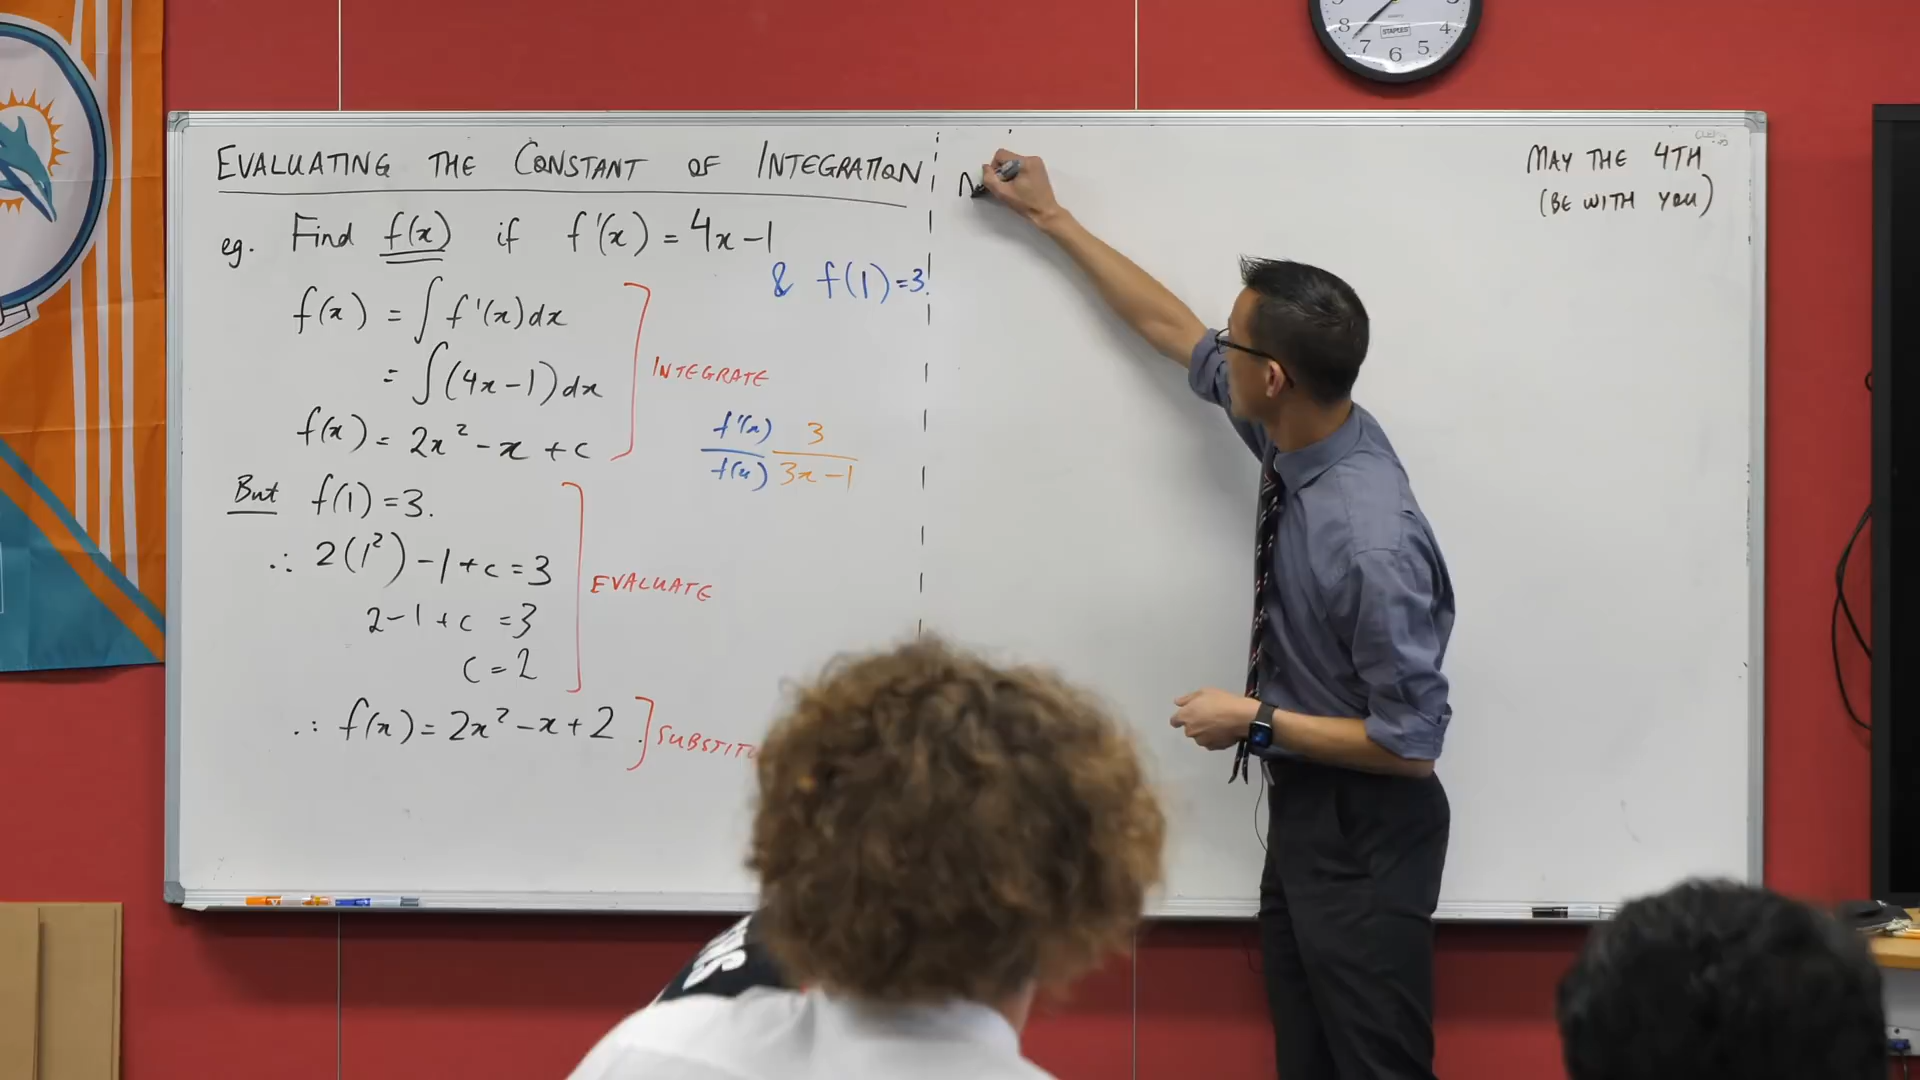 EVALUATING THE CONSTANT OF INTEGRATION
eg. Find f(x) if f'(x) = 4x-1
& f(1)=3.
f(x) = ∫f'(x)dx
= ∫(4x-1)dx
f(x) = 2x² - x + c
INTEGRATE
f'(x) 3
f(x) 3x-1
But f(1)=3.
∴ 2(1²)-1+c=3
2-1+c =3
c=2
EVALUATE
∴ f(x)=2x²-x+2.
MAY THE 4TH
(BE WITH YOU)
8 7 6 5 4
STAPLES